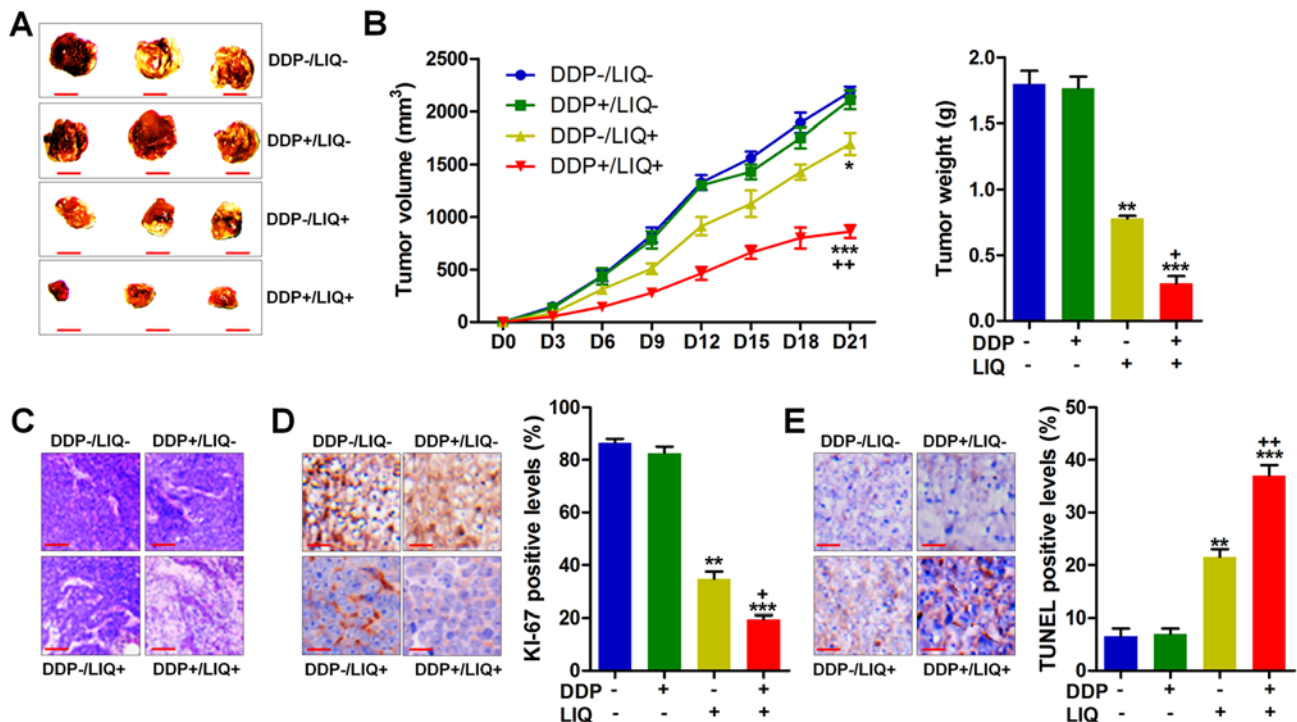 A
DDP-/LIQ-
DDP+/LIQ-
DDP-/LIQ+
DDP+/LIQ+
B
Tumor volume (mm³)
2500
2000
1500
1000
500
0
DDP-/LIQ-
DDP+/LIQ-
DDP-/LIQ+
DDP+/LIQ+
*
***
++
D0 D3 D6 D9 D12 D15 D18 D21
Tumor weight (g)
2.0
1.5
1.0
0.5
0.0
**
+
***
DDP - + - +
LIQ - - + +
C
DDP-/LIQ- DDP+/LIQ-
DDP-/LIQ+ DDP+/LIQ+
D
DDP-/LIQ- DDP+/LIQ-
DDP-/LIQ+ DDP+/LIQ+
KI-67 positive levels (%)
100
80
60
40
20
0
**
+
***
DDP - + - +
LIQ - - + +
E
DDP-/LIQ- DDP+/LIQ-
DDP-/LIQ+ DDP+/LIQ+
TUNEL positive levels (%)
50
40
30
20
10
0
**
++
***
DDP - + - +
LIQ - - + +